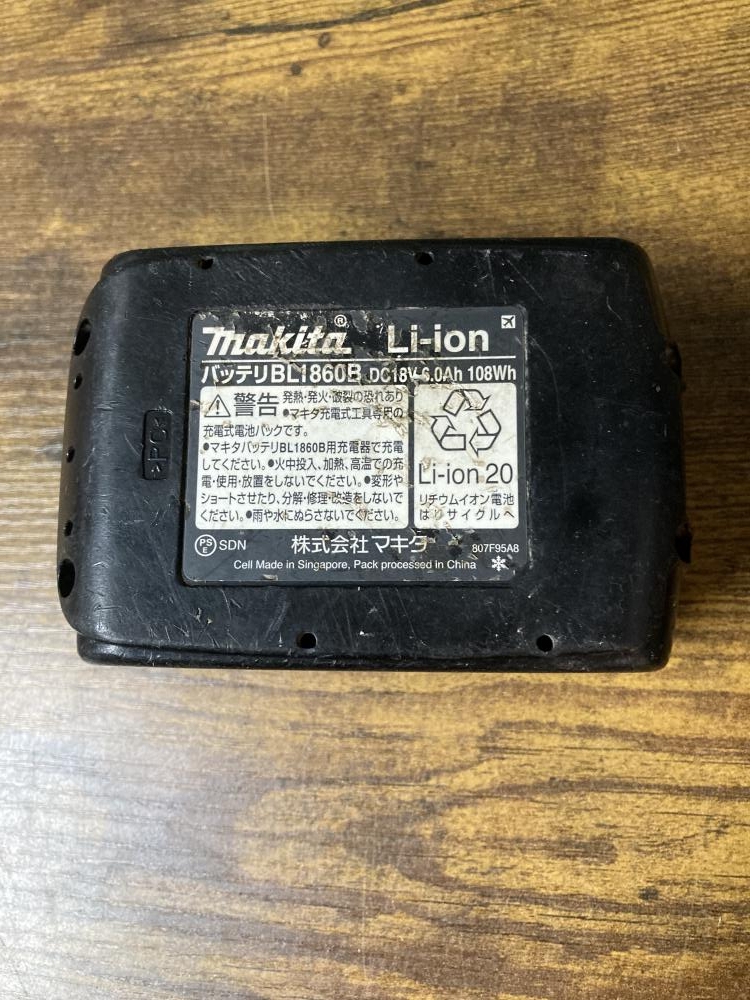 makita® Li-ion
バッテリBL1860B DC18V 6.0Ah 108Wh
警告 発熱・発火・破裂の恐れあり
●マキタ充電式工具専用の
充電式電池パックです。
●マキタバッテリBL1860B用充電器で充電
してください。●火中投入、加熱、高温での充
電・使用・放置をしないでください。●変形や
ショートさせたり、分解・修理・改造をしないで
ください。●雨や水にぬらさないでください。
Li-ion 20
リチウムイオン電池
はリサイクルへ
PSE SDN 株式会社マキタ 807F95A8
Cell Made in Singapore, Pack processed in China
>PC<